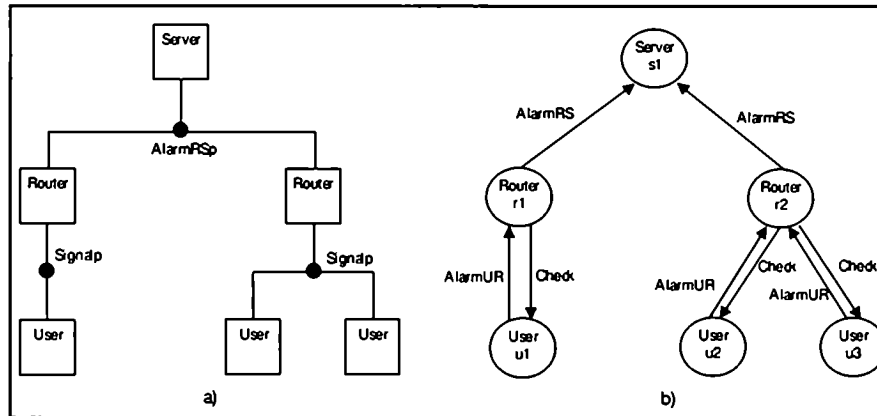 Server
AlarmRSp
Router
Router
Signalp
Signalp
User
User
User
a)
Server
s1
AlarmRS
AlarmRS
Router
r1
Router
r2
AlarmUR
Check
AlarmUR
Check
Check
AlarmUR
User
u1
User
u2
User
u3
b)